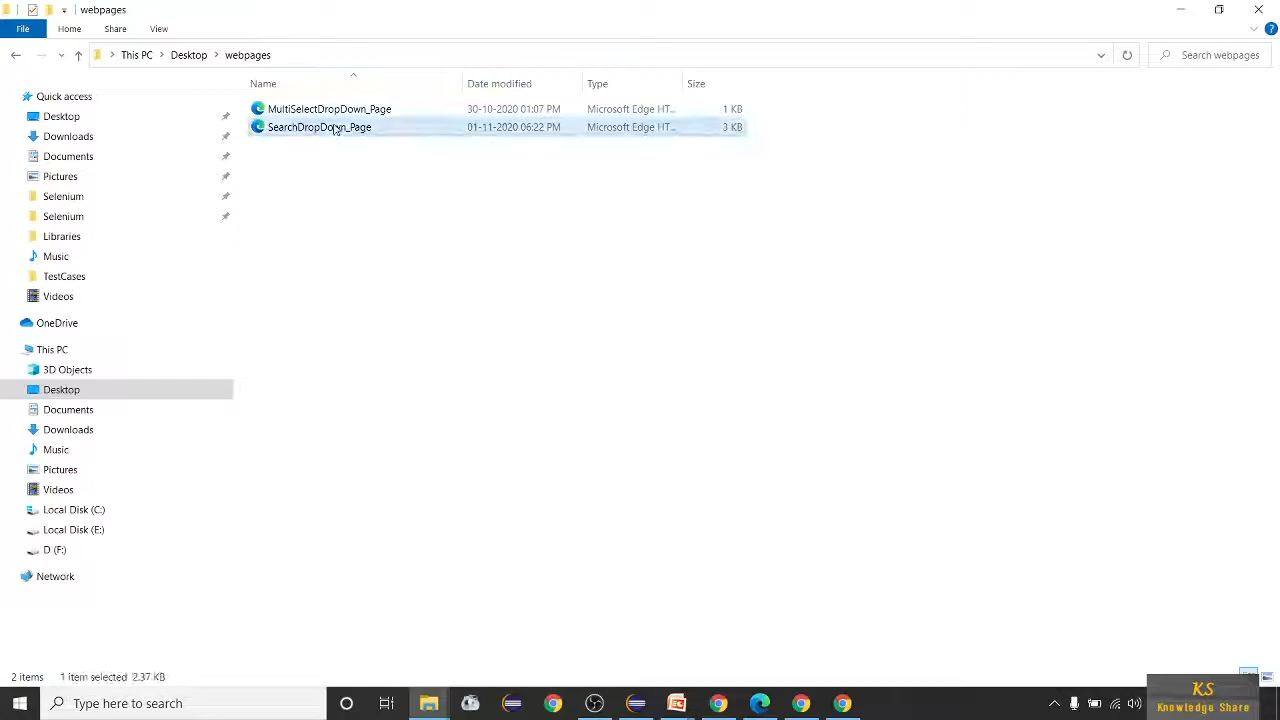 webpages
File Home Share View
This PC Desktop webpages Search webpages
Name Date modified Type Size
MultiSelectDropDown_Page 30-10-2020 01:07 PM Microsoft Edge HT... 1 KB
SearchDropDown_Page 01-11-2020 06:22 PM Microsoft Edge HT... 3 KB
Quick access
Desktop
Downloads
Documents
Pictures
Selenium
Selenium
Libraries
Music
TestCases
Videos
OneDrive
This PC
3D Objects
Desktop
Documents
Downloads
Music
Pictures
Videos
Local Disk (C:)
Local Disk (E:)
D (F:)
Network
2 items 1 item selected 2.37 KB
Type here to search
KS
Knowledge Share